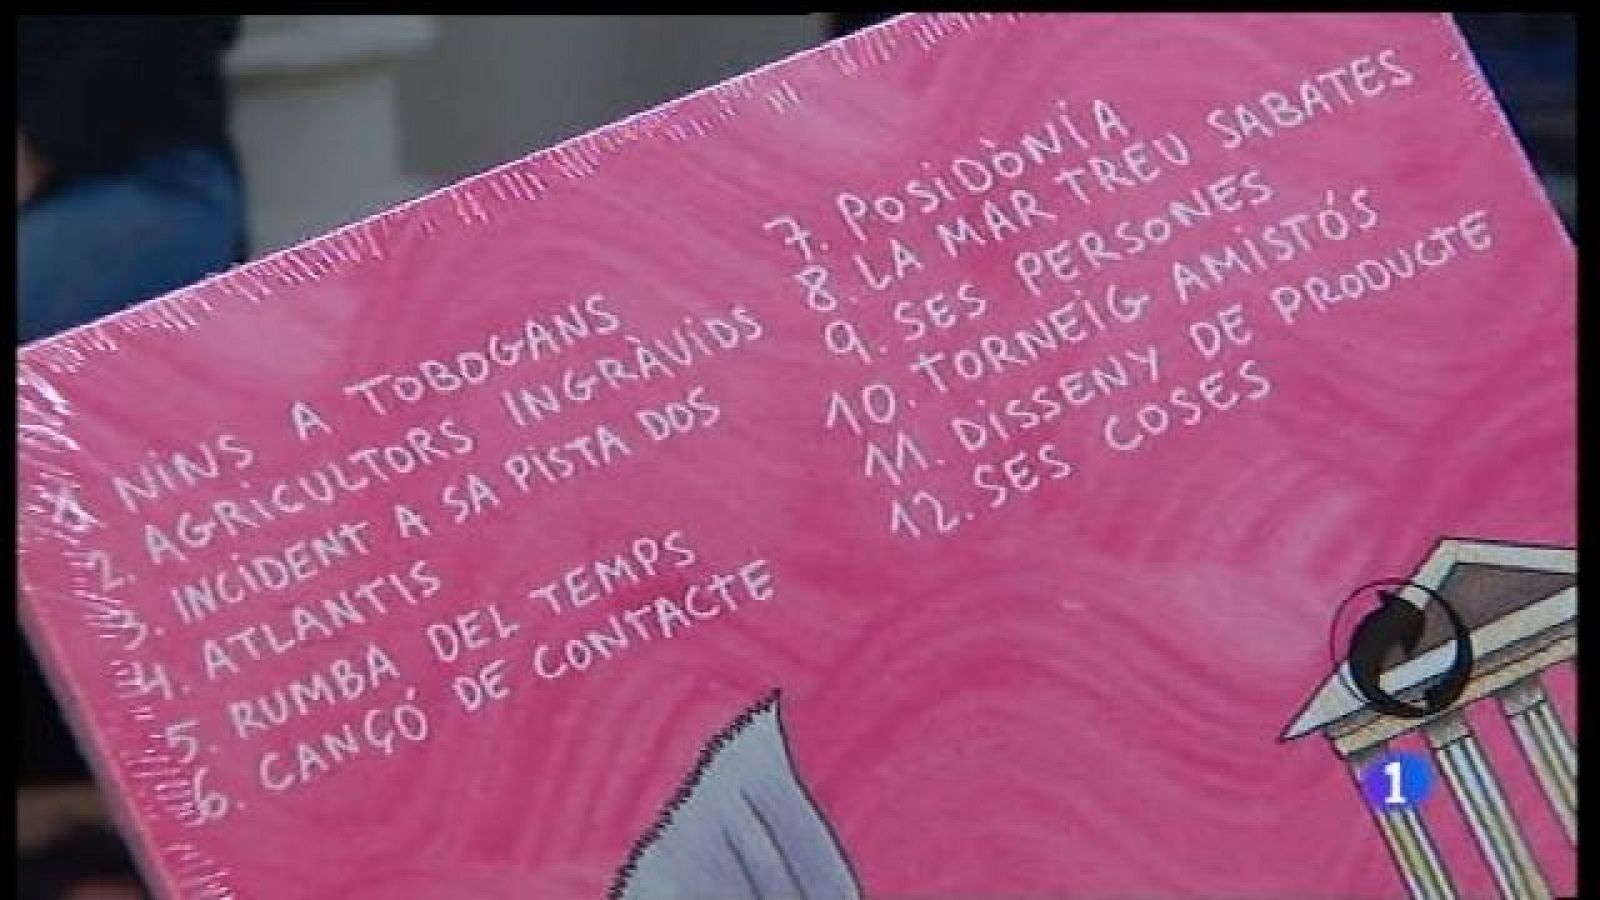 1. NINS A TOBOGANS
2. AGRICULTORS INGRÀVIDS
3. INCIDENT A SA PISTA DOS
4. ATLANTIS
5. RUMBA DEL TEMPS
6. CANÇÓ DE CONTACTE
7. POSIDÒNIA
8. LA MAR TREU SABATES
9. SES PERSONES
10. TORNEIG AMISTÓS
11. DISSENY DE PRODUCTE
12. SES COSES
1